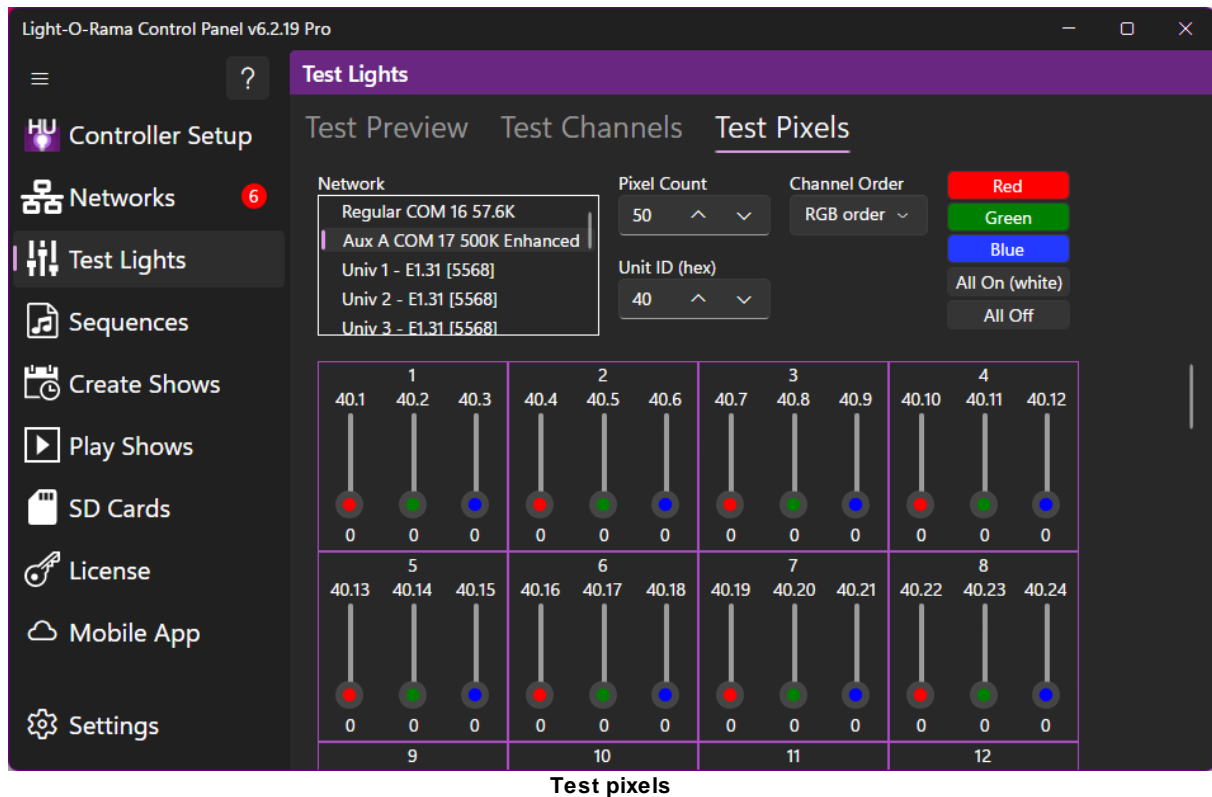 Light-O-Rama Control Panel v6.2.19 Pro
?
Test Lights
HU Controller Setup
Networks 6
Test Lights
Sequences
Create Shows
Play Shows
SD Cards
License
Mobile App
Settings
Test Preview Test Channels Test Pixels
Network
Regular COM 16 57.6K
Aux A COM 17 500K Enhanced
Univ 1 - E1.31 [5568]
Univ 2 - E1.31 [5568]
Univ 3 - E1.31 [5568]
Pixel Count
50
Unit ID (hex)
40
Channel Order
RGB order
Red
Green
Blue
All On (white)
All Off
1 2 3 4
40.1 40.2 40.3 40.4 40.5 40.6 40.7 40.8 40.9 40.10 40.11 40.12
0 0 0 0 0 0 0 0 0 0 0 0
5 6 7 8
40.13 40.14 40.15 40.16 40.17 40.18 40.19 40.20 40.21 40.22 40.23 40.24
0 0 0 0 0 0 0 0 0 0 0 0
9 10 11 12
Test pixels